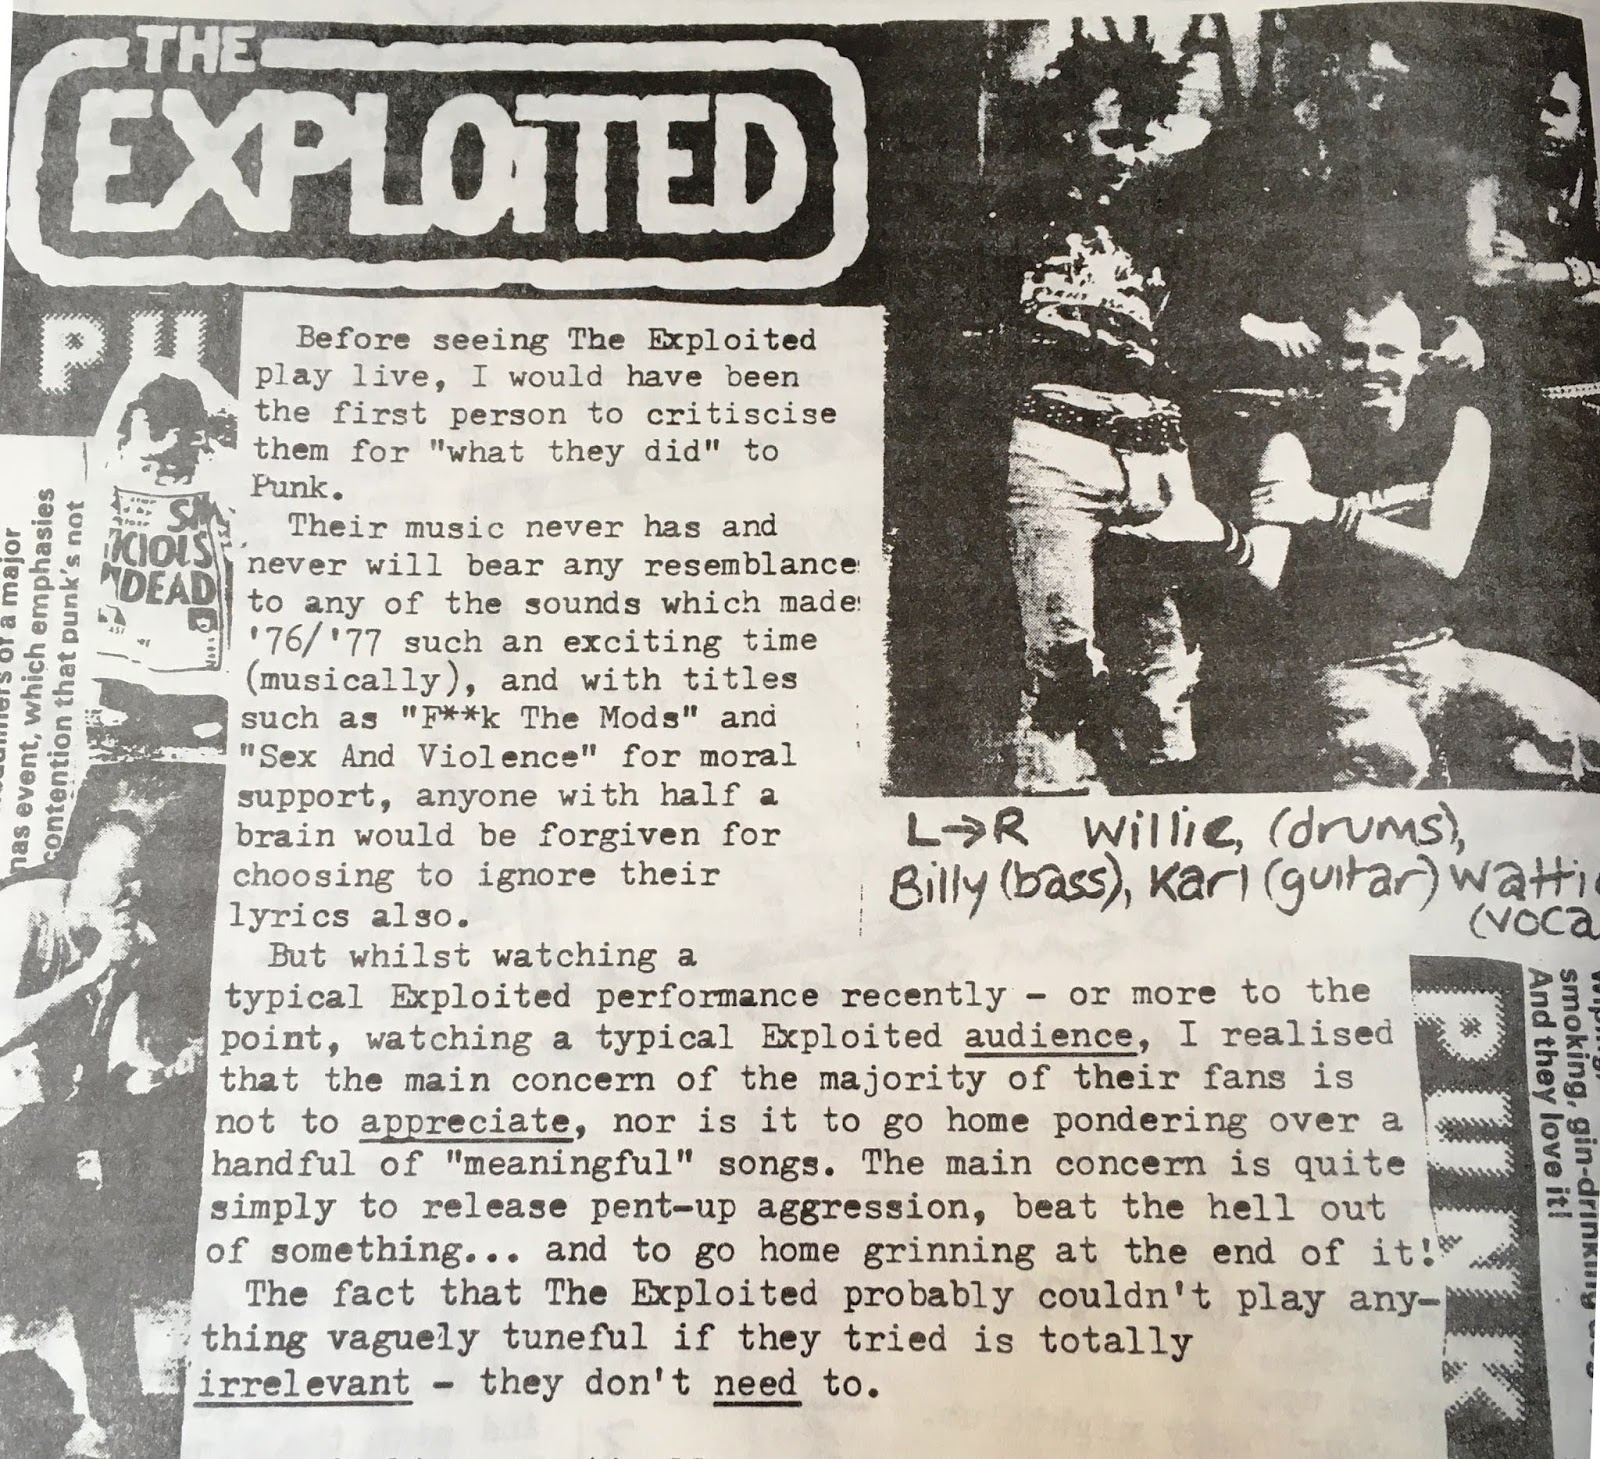 THE
EXPLOITED
PU
Before seeing The Exploited
play live, I would have been
the first person to critiscise
them for "what they did" to
Punk.
Their music never has and
never will bear any resemblance
to any of the sounds which made
'76/'77 such an exciting time
(musically), and with titles
such as "F**k The Mods" and
"Sex And Violence" for moral
support, anyone with half a
brain would be forgiven for
choosing to ignore their
lyrics also.
But whilst watching a
typical Exploited performance recently - or more to the
point, watching a typical Exploited audience, I realised
that the main concern of the majority of their fans is
not to appreciate, nor is it to go home pondering over a
handful of "meaningful" songs. The main concern is quite
simply to release pent-up aggression, beat the hell out
of something... and to go home grinning at the end of it!
The fact that The Exploited probably couldn't play any-
thing vaguely tuneful if they tried is totally
irrelevant - they don't need to.
L→R Willie, (drums),
Billy (bass), Karl (guitar) Watti
(voca
of a major
nas event, which emphasies
contention that punk's not
DEAD
PUNK
smoking, gin-drinking
And they love it!